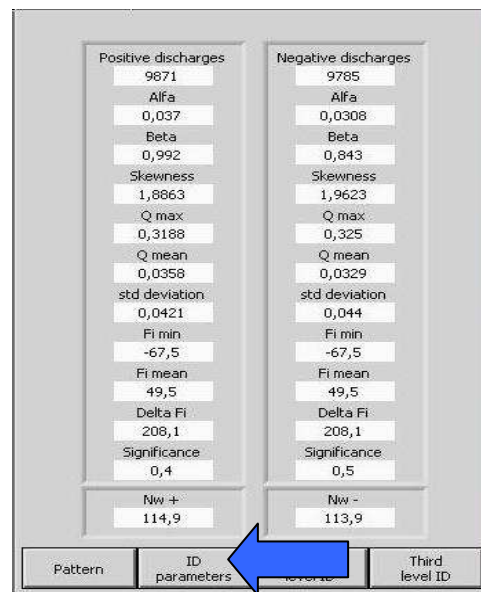 Positive discharges
9871
Alfa
0,037
Beta
0,992
Skewness
1,8863
Q max
0,3188
Q mean
0,0358
std deviation
0,0421
Fi min
-67,5
Fi mean
49,5
Delta Fi
208,1
Significance
0,4
Nw +
114,9
Negative discharges
9785
Alfa
0,0308
Beta
0,843
Skewness
1,9623
Q max
0,325
Q mean
0,0329
std deviation
0,044
Fi min
-67,5
Fi mean
49,5
Delta Fi
208,1
Significance
0,5
Nw -
113,9
Pattern
ID
parameters
level ID
Third
level ID